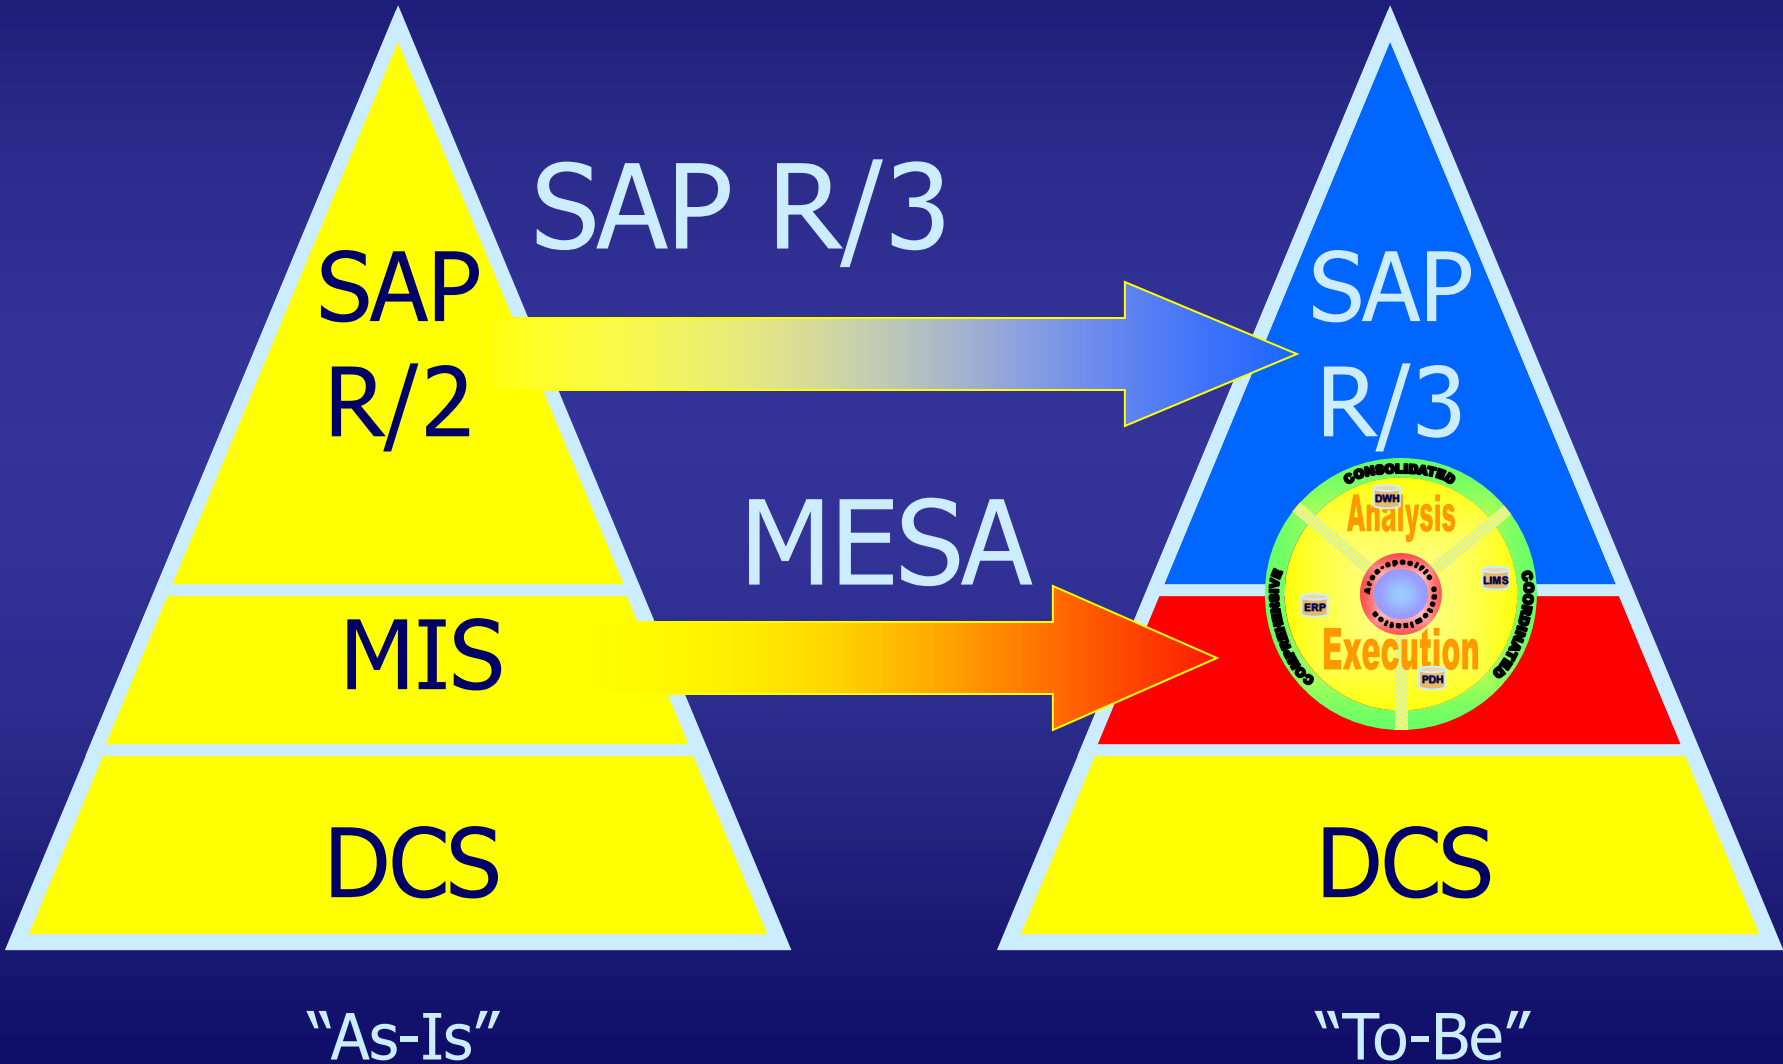 SAP R/3
SAP
R/2
SAP
R/3
MESA
CONSOLIDATED
DWH
Analysis
LIMS
ERP
COMPREHENSIVE
COORDINATED
Execution
PDH
MIS
DCS
DCS
“As-Is”
“To-Be”